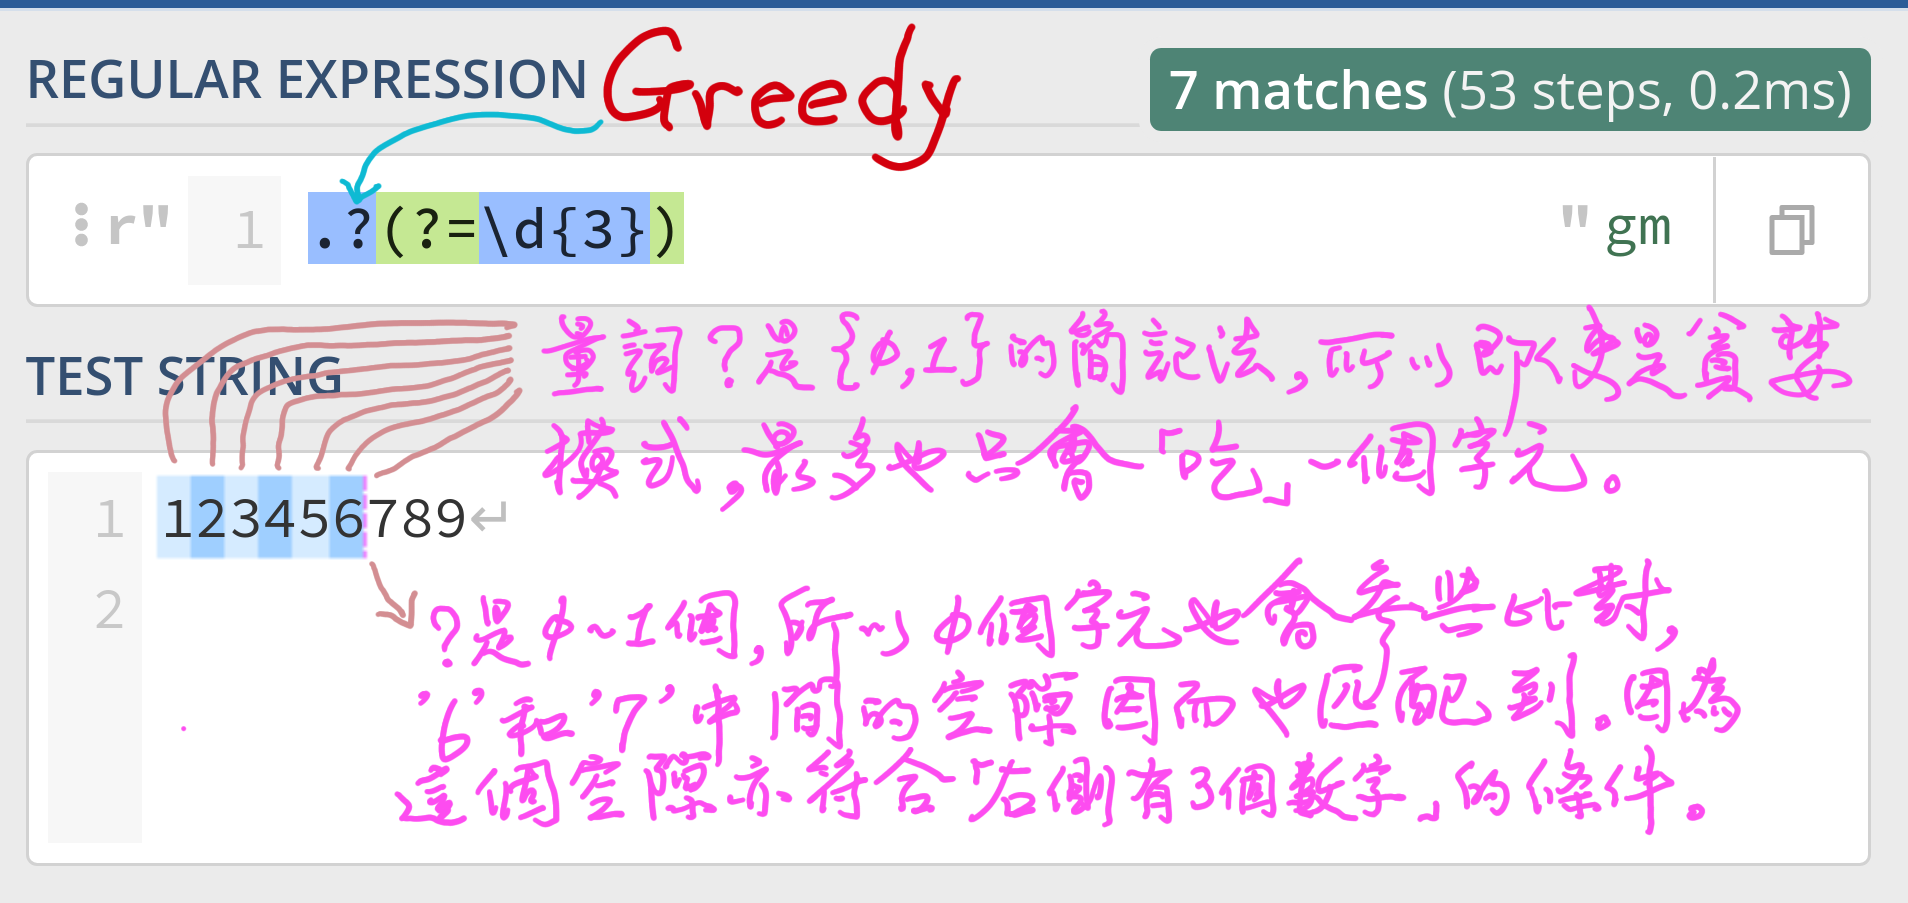 REGULAR EXPRESSION
Greedy
7 matches (53 steps, 0.2ms)
r" 1 .?(?=\d{3}) " gm
量詞?是{0,1}的簡記法,所以即便是貪婪
TEST STRING
模式,最多也只會「吃」一個字元。
1 123456789↵
2
?是0~1個,所以0個字元也會去些比對,
'6'和'7'中間的空隙因而也匹配到。因為
這個空隙亦符合「右側有3個數字」的條件。